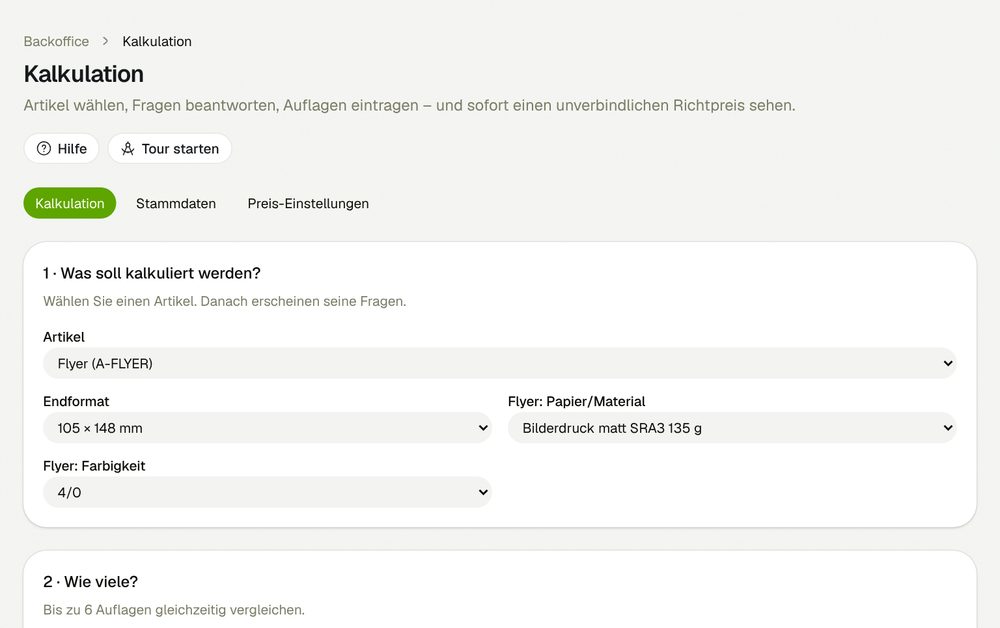 Backoffice > Kalkulation
Kalkulation
Artikel wählen, Fragen beantworten, Auflagen eintragen – und sofort einen unverbindlichen Richtpreis sehen.
Hilfe Tour starten
Kalkulation Stammdaten Preis-Einstellungen
1 · Was soll kalkuliert werden?
Wählen Sie einen Artikel. Danach erscheinen seine Fragen.
Artikel
Flyer (A-FLYER)
Endformat Flyer: Papier/Material
105 × 148 mm Bilderdruck matt SRA3 135 g
Flyer: Farbigkeit
4/0
2 · Wie viele?
Bis zu 6 Auflagen gleichzeitig vergleichen.